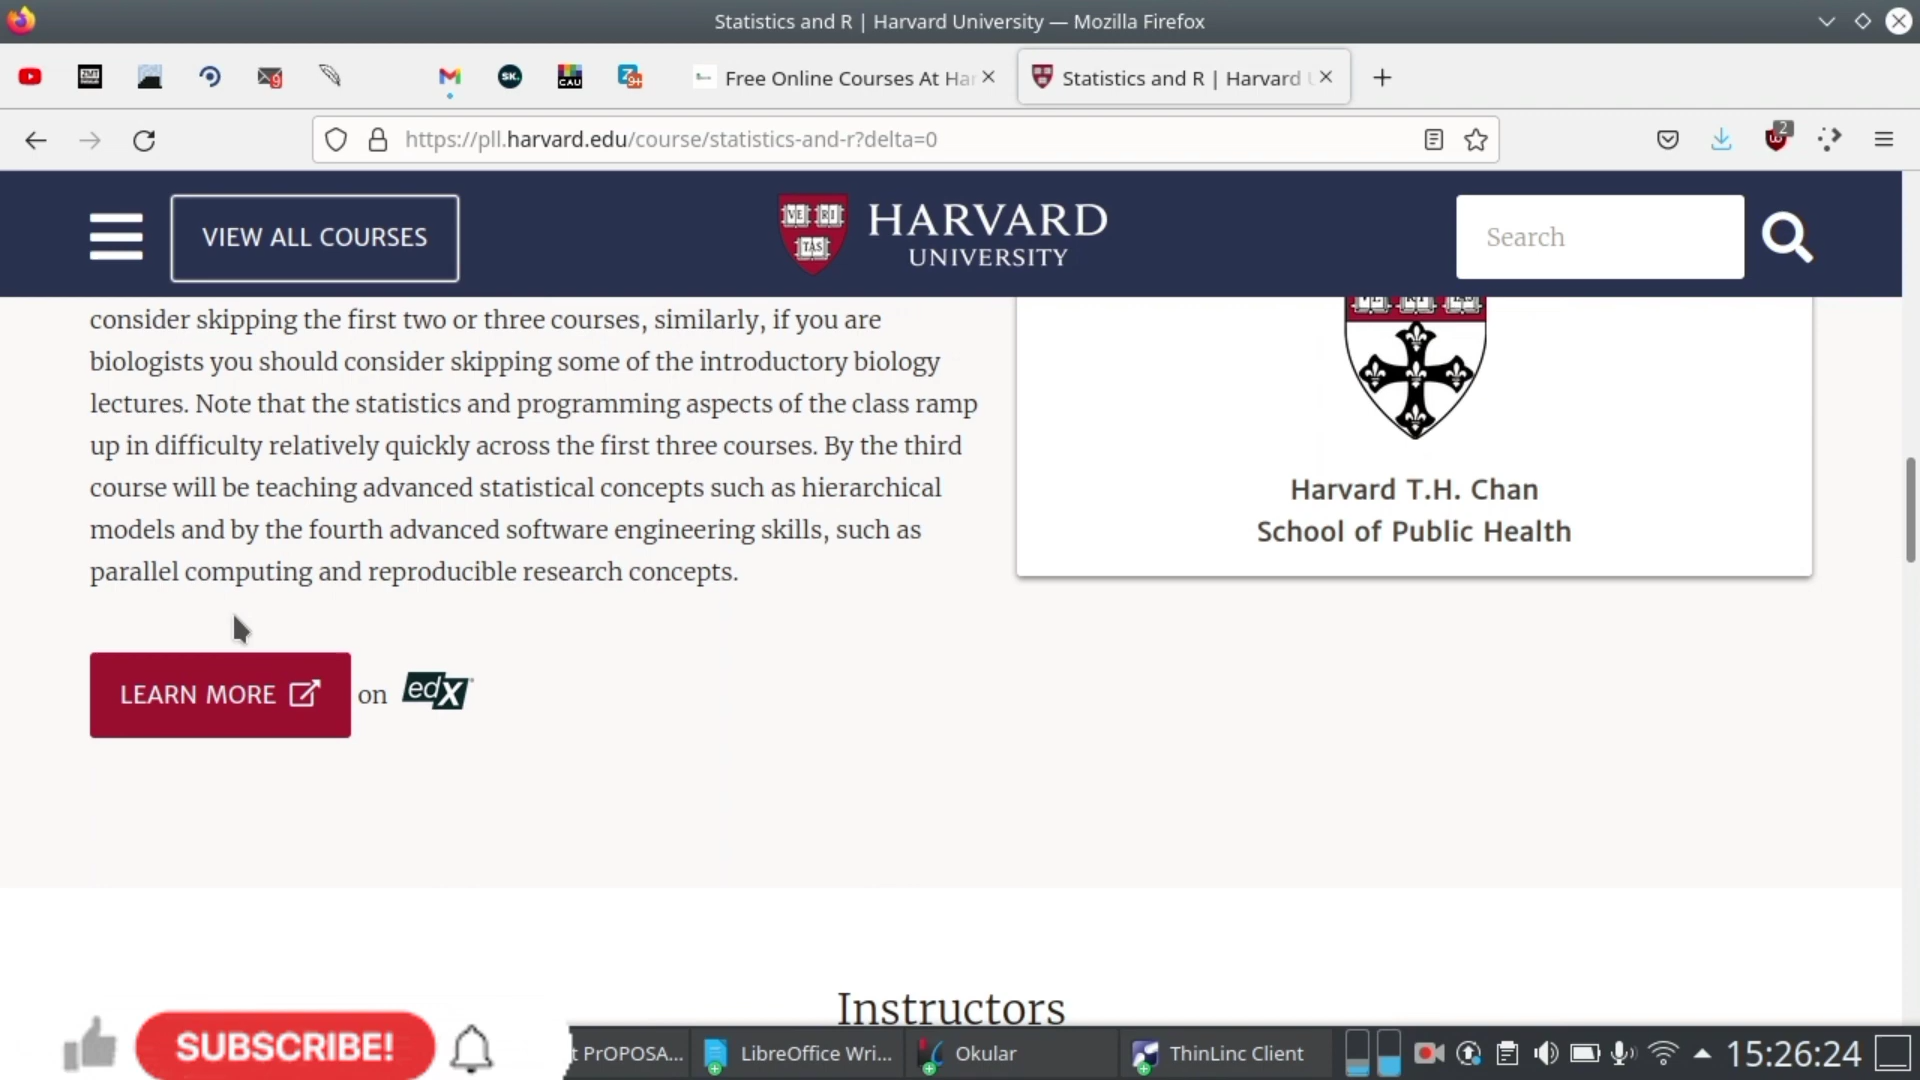 Statistics and R | Harvard University — Mozilla Firefox
Free Online Courses At Har
Statistics and R | Harvard U
https://pll.harvard.edu/course/statistics-and-r?delta=0
2
VIEW ALL COURSES
VE RI TAS
HARVARD
UNIVERSITY
Search
consider skipping the first two or three courses, similarly, if you are
biologists you should consider skipping some of the introductory biology
lectures. Note that the statistics and programming aspects of the class ramp
up in difficulty relatively quickly across the first three courses. By the third
course will be teaching advanced statistical concepts such as hierarchical
models and by the fourth advanced software engineering skills, such as
parallel computing and reproducible research concepts.
Harvard T.H. Chan
School of Public Health
LEARN MORE on edX
Instructors
SUBSCRIBE!
t PrOPOSA...
LibreOffice Wri...
Okular
ThinLinc Client
15:26:24